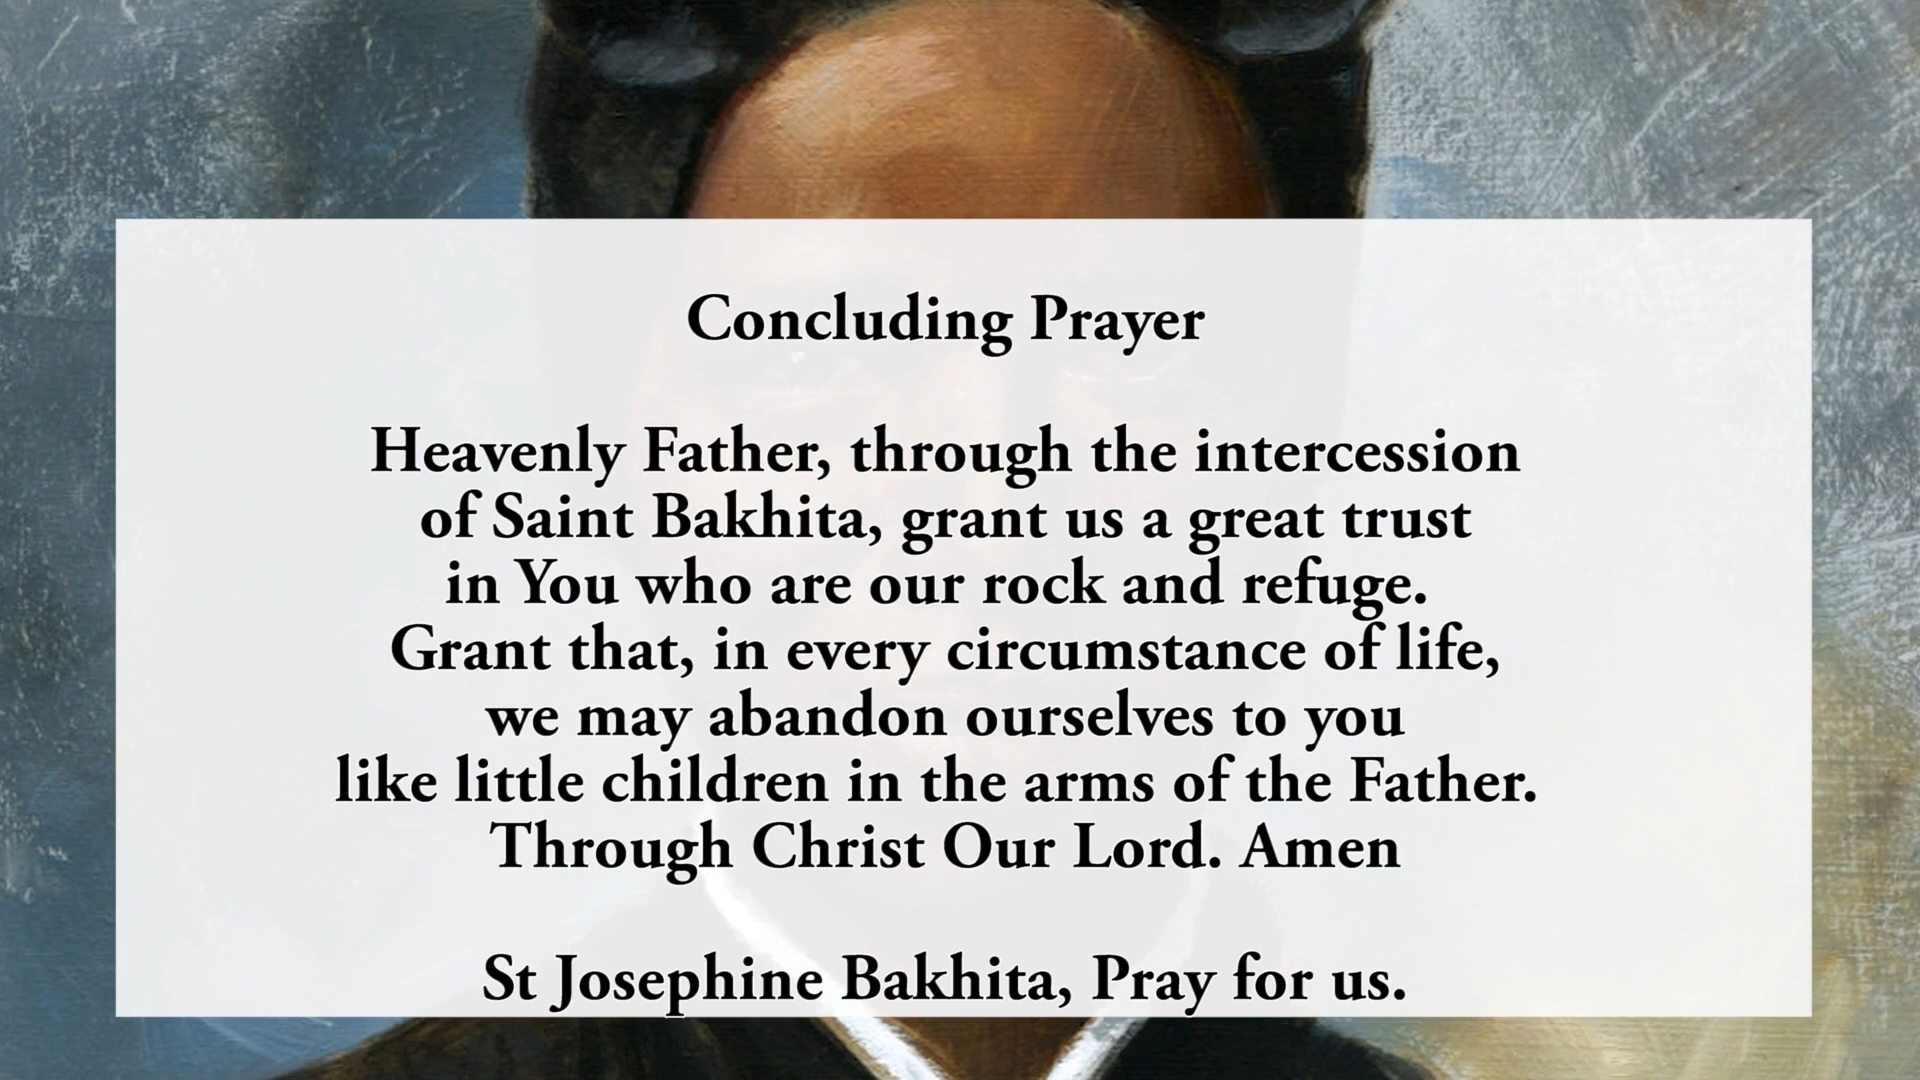 Concluding Prayer
Heavenly Father, through the intercession
of Saint Bakhita, grant us a great trust
in You who are our rock and refuge.
Grant that, in every circumstance of life,
we may abandon ourselves to you
like little children in the arms of the Father.
Through Christ Our Lord. Amen
St Josephine Bakhita, Pray for us.